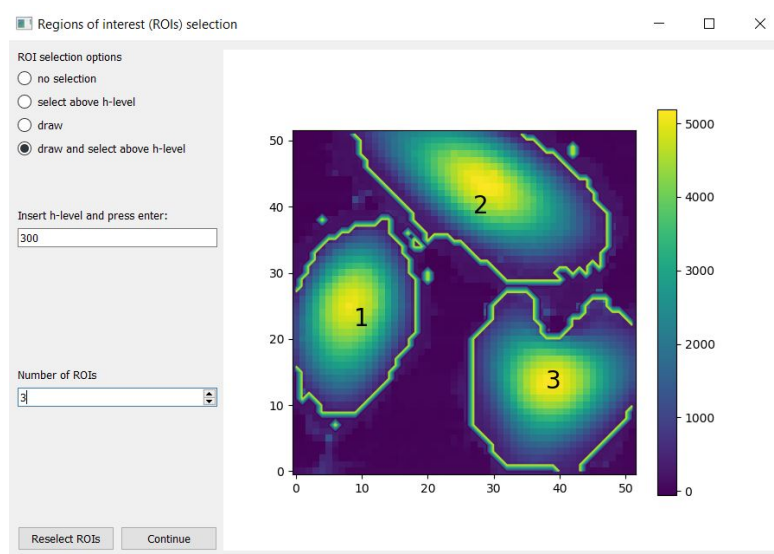 Regions of interest (ROIs) selection
ROI selection options
no selection
select above h-level
draw
draw and select above h-level
Insert h-level and press enter:
300
Number of ROIs
3
Reselect ROIs Continue
50
40
30
20
10
0
0 10 20 30 40 50
1
2
3
5000
4000
3000
2000
1000
0